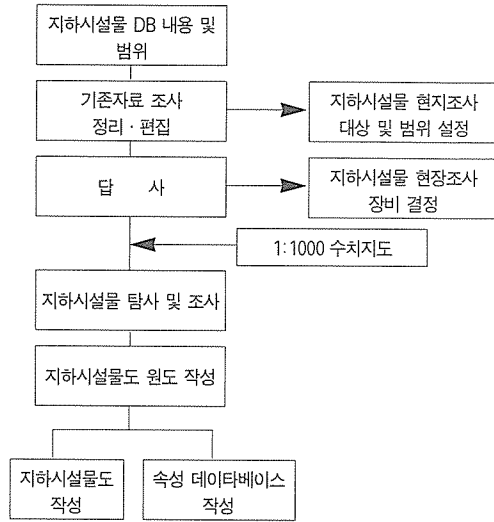 지하시설물 DB 내용 및
범위
기존자료 조사
정리·편집
지하시설물 현지조사
대상 및 범위 설정
답 사
지하시설물 현장조사
장비 결정
1:1000 수치지도
지하시설물 탐사 및 조사
지하시설물도 원도 작성
지하시설물도
작성
속성 데이타베이스
작성